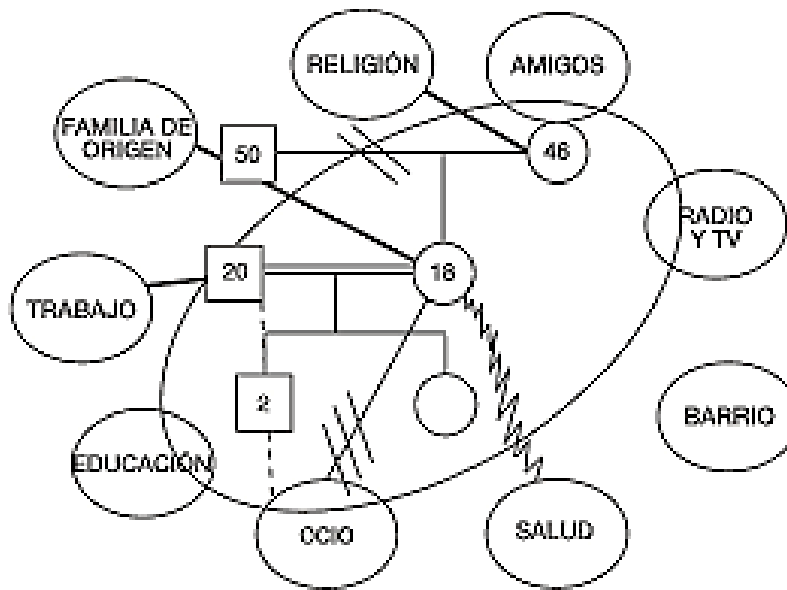 RELIGIÓN
AMIGOS
FAMILIA DE
ORIGEN
50
46
RADIO
Y TV
20
18
TRABAJO
2
BARRIO
EDUCACIÓN
OCIO
SALUD